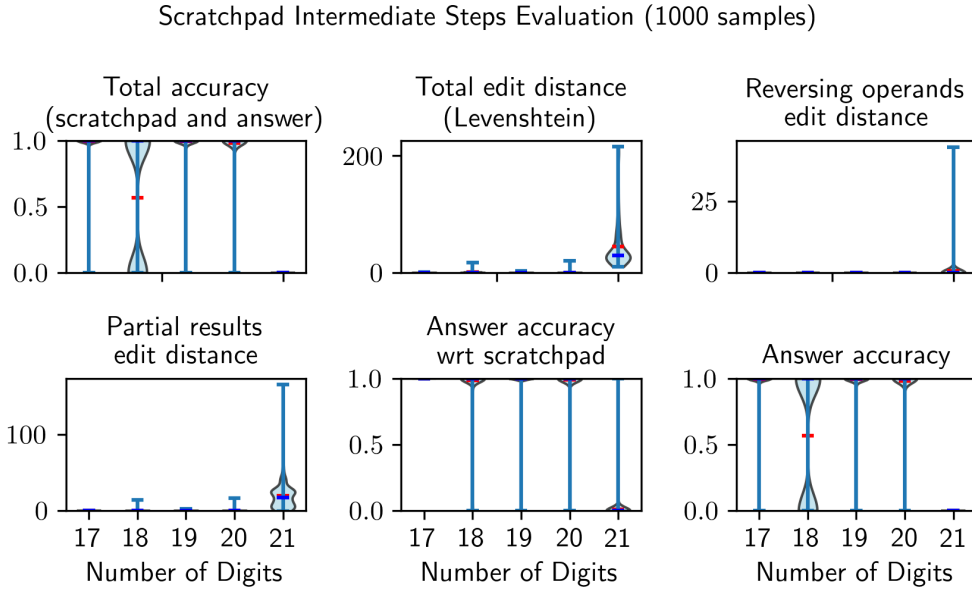 Scratchpad Intermediate Steps Evaluation (1000 samples)
Total accuracy
(scratchpad and answer)
1.0
0.5
0.0
Total edit distance
(Levenshtein)
200
0
Reversing operands
edit distance
25
0
Partial results
edit distance
100
0
17 18 19 20 21
Number of Digits
Answer accuracy
wrt scratchpad
1.0
0.5
0.0
17 18 19 20 21
Number of Digits
Answer accuracy
1.0
0.5
0.0
17 18 19 20 21
Number of Digits